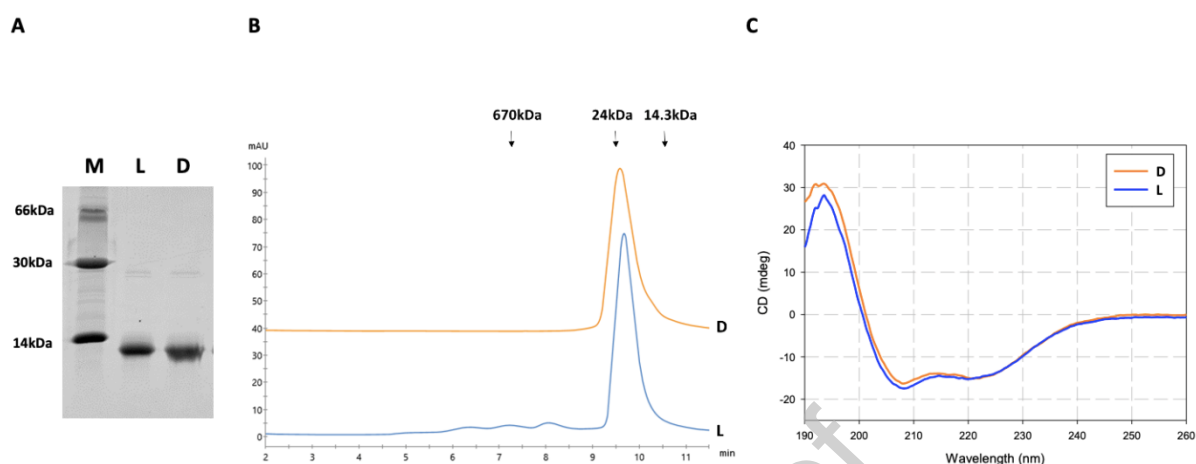 A
B
C
M L D
66kDa
30kDa
14kDa
670kDa 24kDa 14.3kDa
mAU
100
90
80
70
60
50
40
30
20
10
0
D
L
2 3 4 5 6 7 8 9 10 11 min
40
30
20
10
0
-10
-20
CD (mdeg)
D
L
190 200 210 220 230 240 250 260
Wavelength (nm)